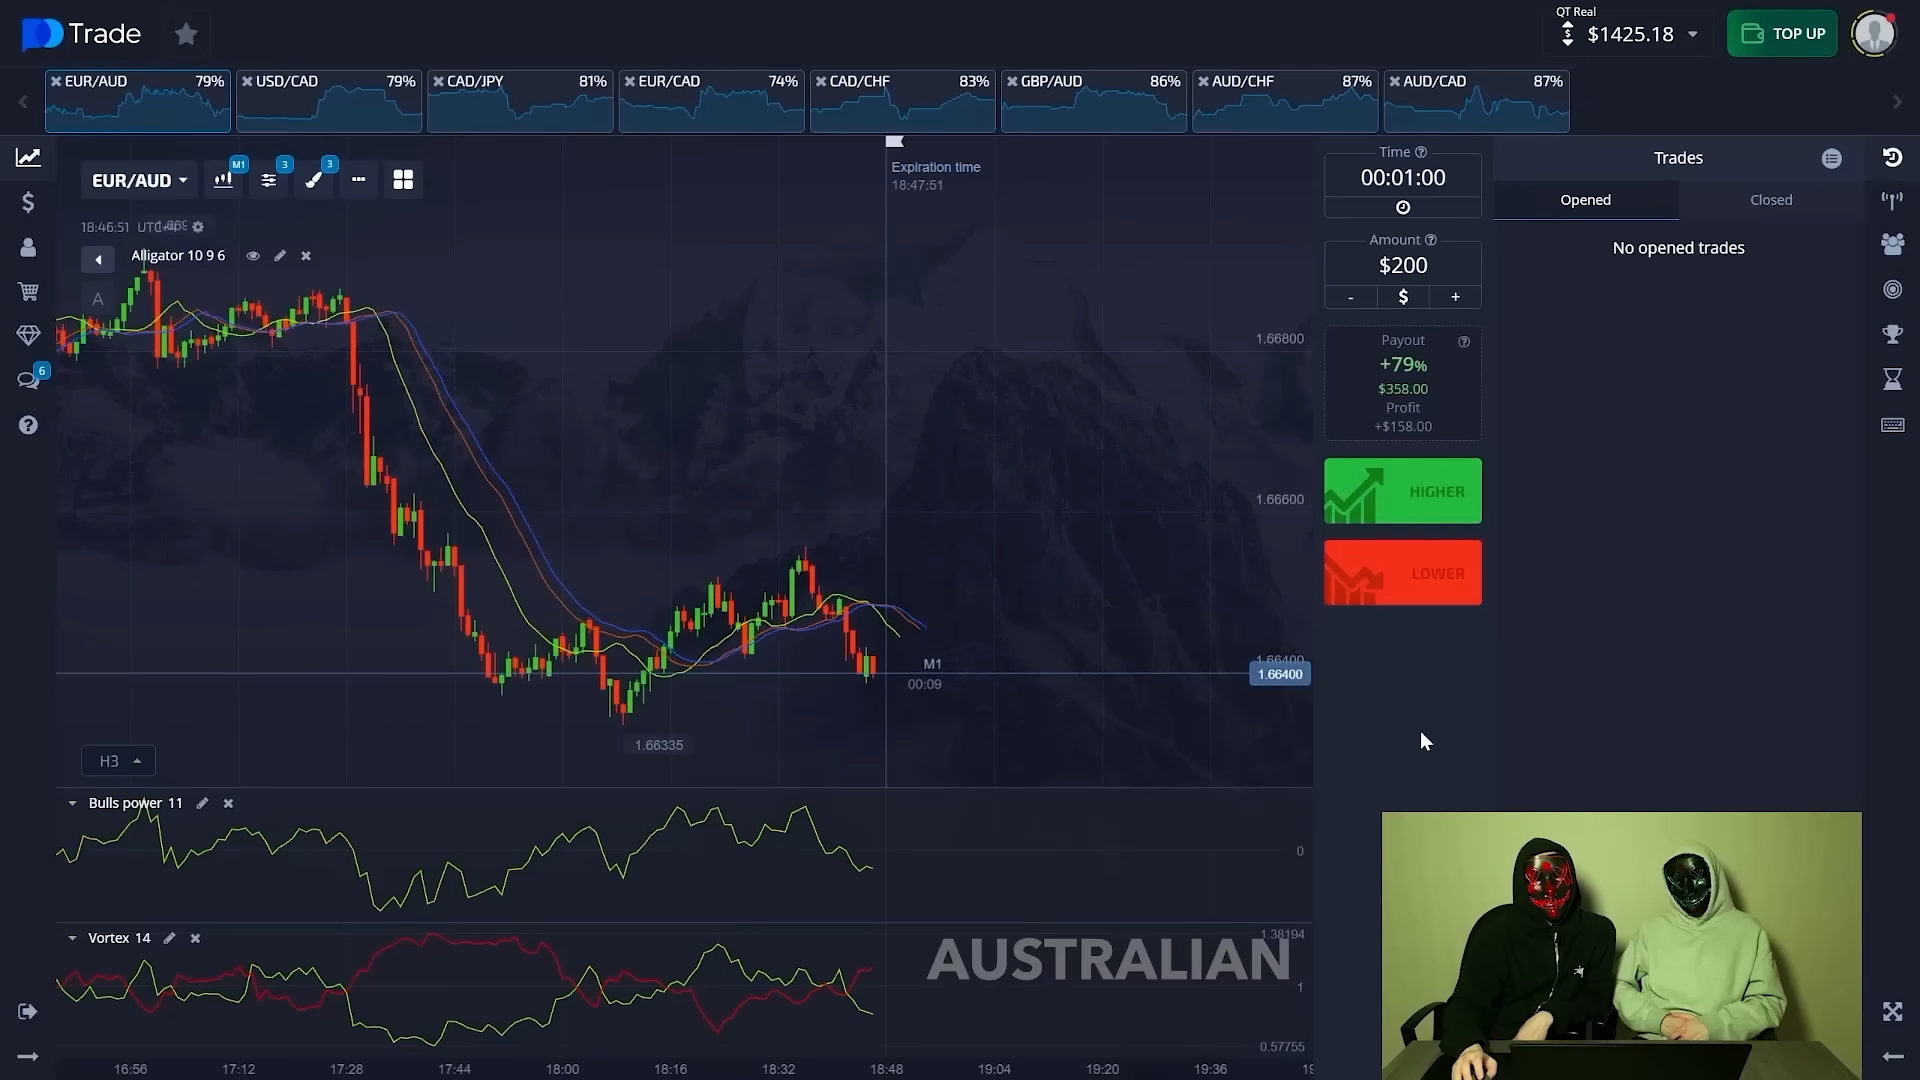 Trade
QT Real
$1425.18
TOP UP
EUR/AUD 79%
USD/CAD 79%
CAD/JPY 81%
EUR/CAD 74%
CAD/CHF 83%
GBP/AUD 86%
AUD/CHF 87%
AUD/CAD 87%
EUR/AUD
M1
3
3
Expiration time
18:47:51
18:46:51 UTC
Alligator 10 9 6
A
Time
00:01:00
Amount
$200
- $ +
Payout
+79%
$358.00
Profit
+$158.00
HIGHER
LOWER
Trades
Opened
Closed
No opened trades
6
1.66800
1.66600
1.66400
1.66400
M1
00:09
1.66335
H3
Bulls power 11
0
Vortex 14
1.38194
AUSTRALIAN
1
0.57755
16:56 17:12 17:28 17:44 18:00 18:16 18:32 18:48 19:04 19:20 19:36